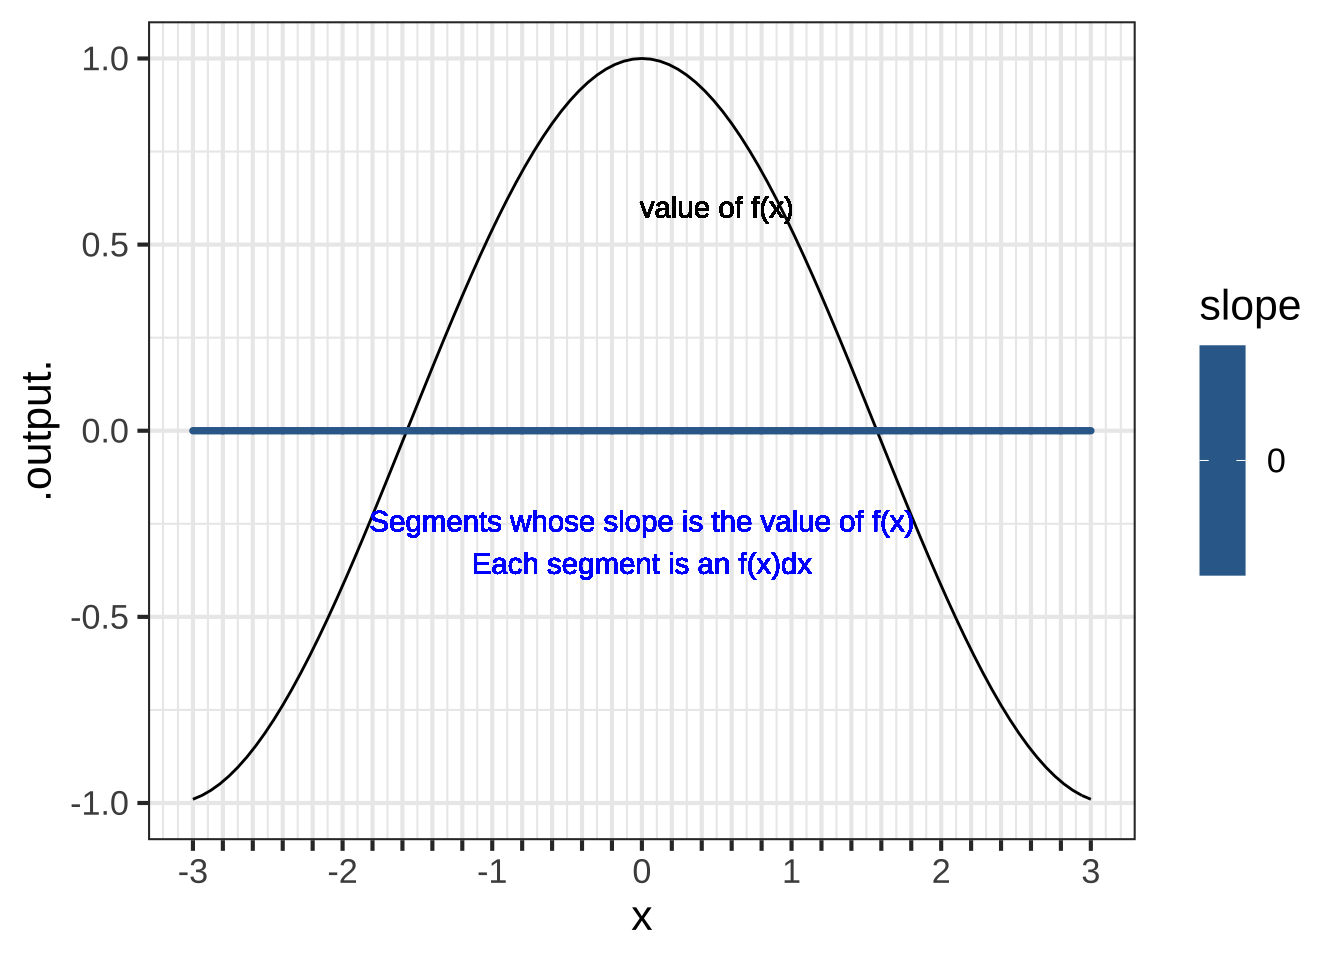 1.0
0.5
0.0
-0.5
-1.0
.output.
value of f(x)
Segments whose slope is the value of f(x)
Each segment is an f(x)dx
-3 -2 -1 0 1 2 3
x
slope
0